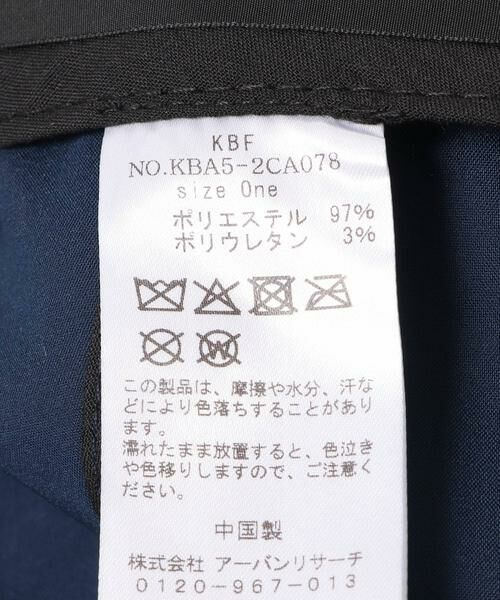 KBF
NO.KBA5-2CA078
size One
ポリエステル 97%
ポリウレタン 3%
W
この製品は、摩擦や水分、汗な
どにより色落ちすることがあり
ます。
濡れたまま放置すると、色泣き
や色移りしますので、ご注意く
ださい。
中国製
株式会社 アーバンリサーチ
0120-967-013